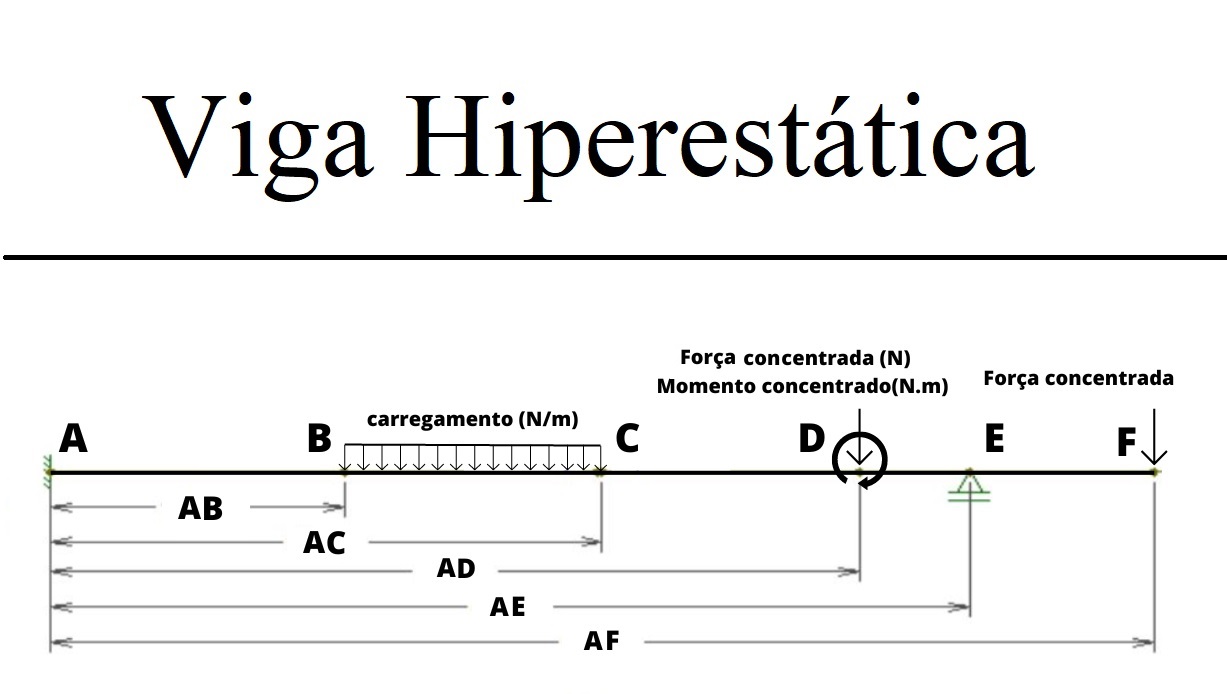 Viga Hiperestática
Força concentrada (N)
Momento concentrado(N.m)
Força concentrada
carregamento (N/m)
A
B
C
D
E
F
AB
AC
AD
AE
AF